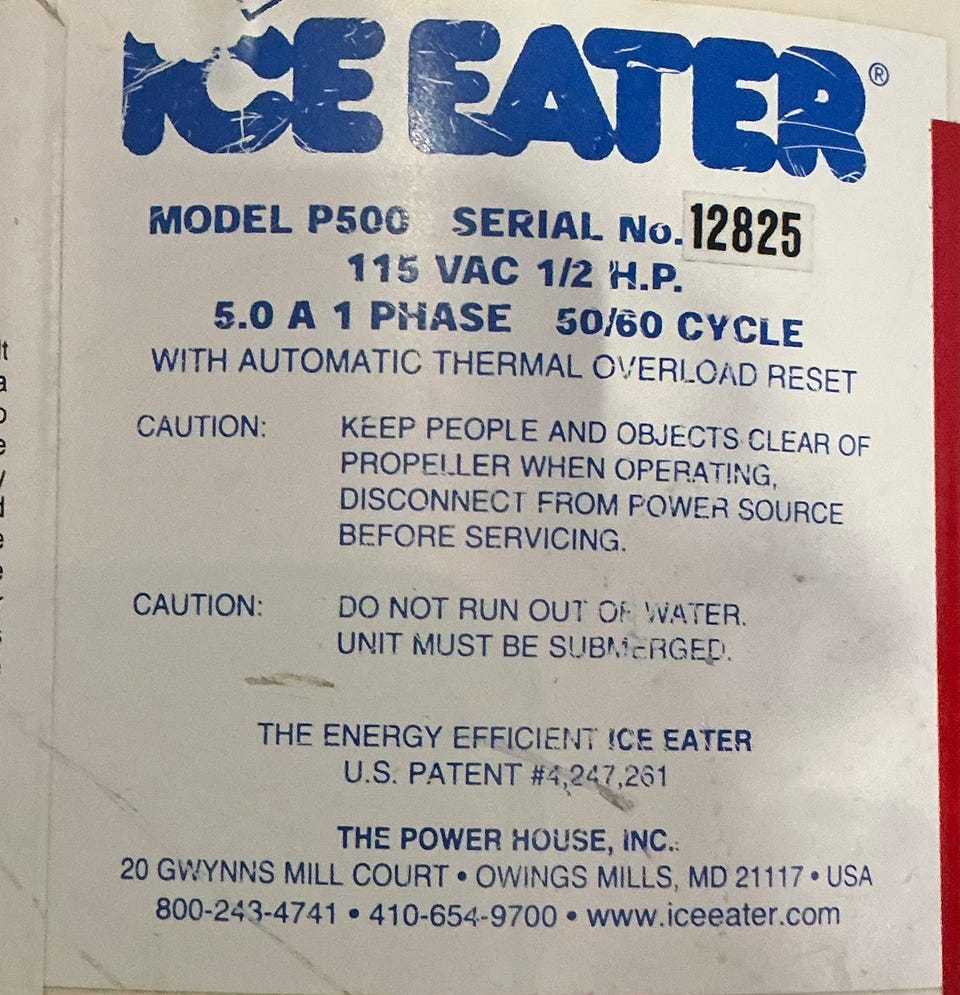 ICE EATER®
MODEL P500 SERIAL No. 12825
115 VAC 1/2 H.P.
5.0 A 1 PHASE 50/60 CYCLE
WITH AUTOMATIC THERMAL OVERLOAD RESET
CAUTION: KEEP PEOPLE AND OBJECTS CLEAR OF
PROPELLER WHEN OPERATING,
DISCONNECT FROM POWER SOURCE
BEFORE SERVICING.
CAUTION: DO NOT RUN OUT OF WATER.
UNIT MUST BE SUBMERGED.
THE ENERGY EFFICIENT ICE EATER
U.S. PATENT #4,247,261
THE POWER HOUSE, INC.
20 GWYNNS MILL COURT • OWINGS MILLS, MD 21117 • USA
800-243-4741 • 410-654-9700 • www.iceeater.com